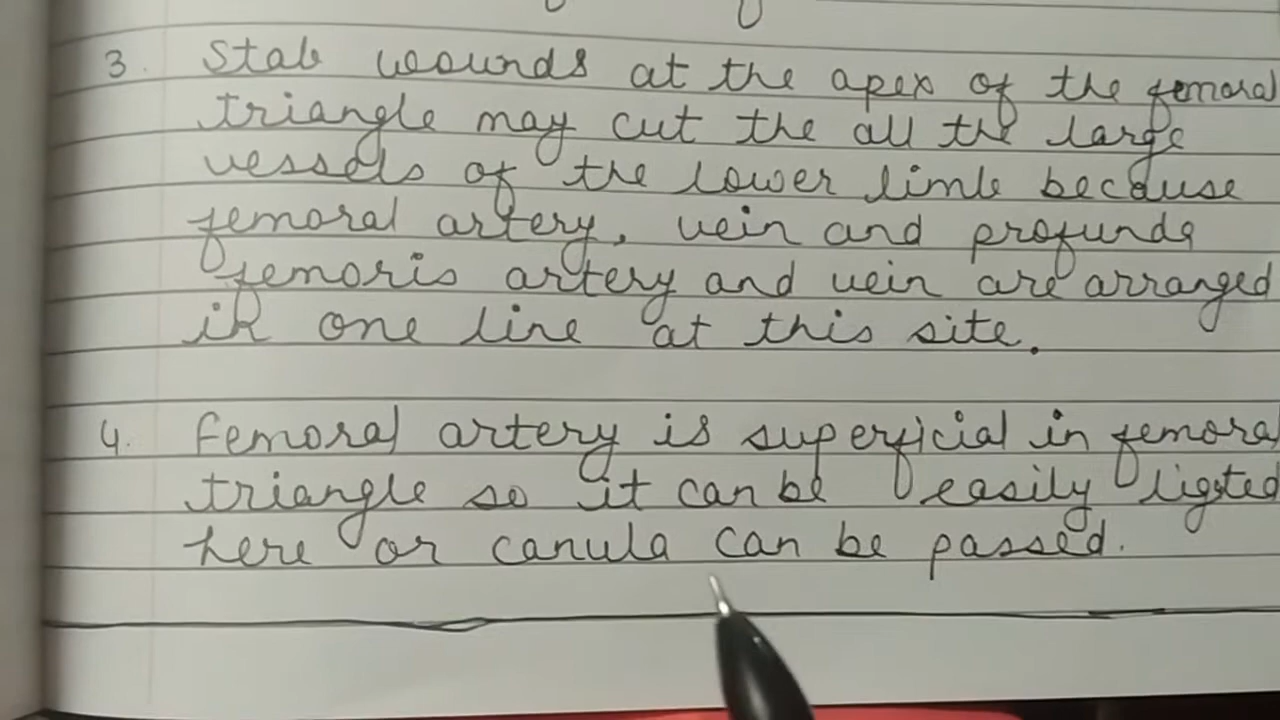 3. Stab wounds at the apex of the femoral
triangle may cut the all the large
vessels of the lower limb because
femoral artery, vein and profunda
femoris artery and vein are arranged
in one line at this site.
4. Femoral artery is superficial in femoral
triangle so it can be easily ligated
here or canula can be passed.